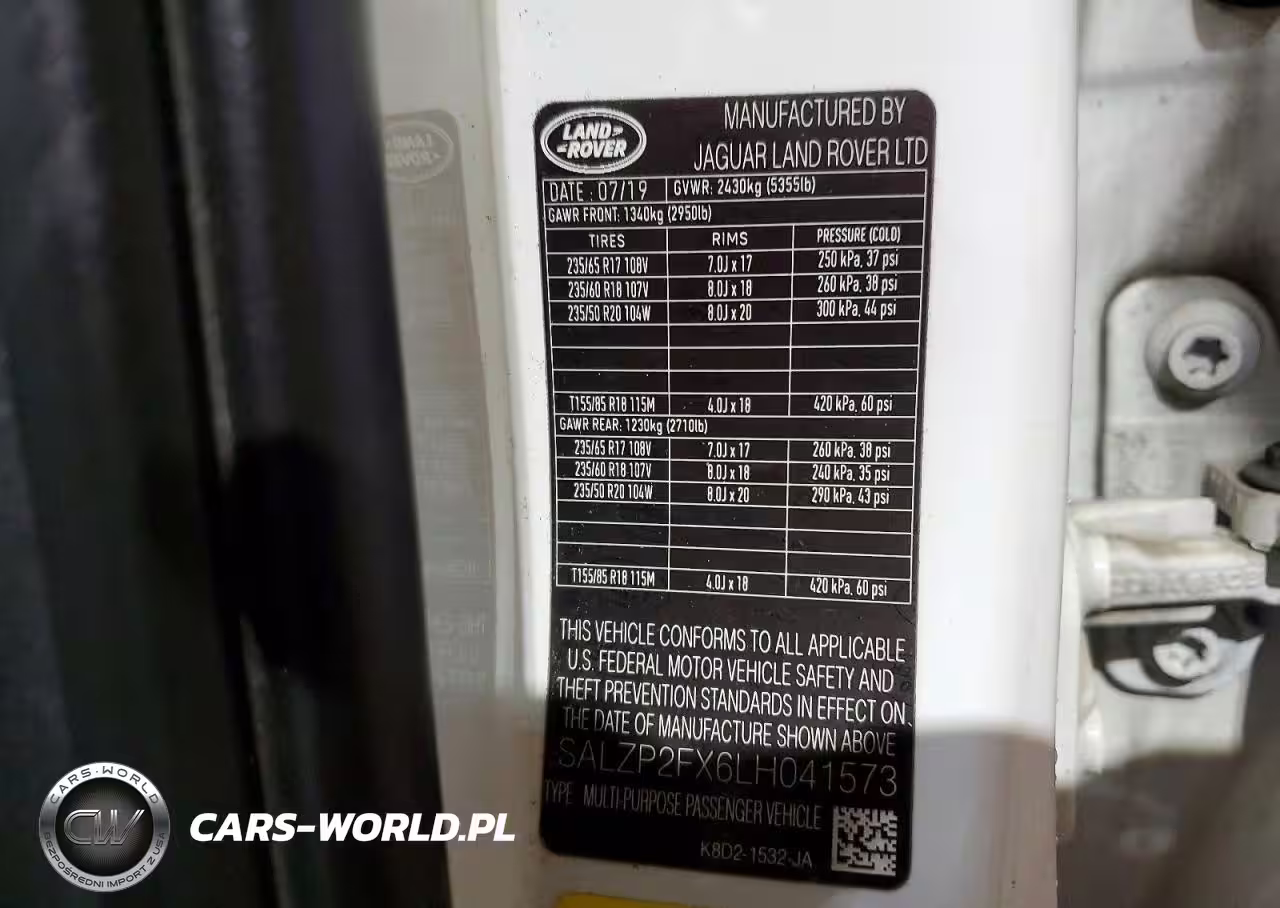 LAND-
-ROVER
MANUFACTURED BY
JAGUAR LAND ROVER LTD
DATE : 07/19 GVWR: 2430kg (5355lb)
GAWR FRONT: 1340kg (2950lb)
TIRES RIMS PRESSURE (COLD)
235/65 R17 108V 7.0J x 17 250 kPa, 37 psi
235/60 R18 107V 8.0J x 18 260 kPa, 38 psi
235/50 R20 104W 8.0J x 20 300 kPa, 44 psi
T155/85 R18 115M 4.0J x 18 420 kPa, 60 psi
GAWR REAR: 1230kg (2710lb)
235/65 R17 108V 7.0J x 17 260 kPa, 38 psi
235/60 R18 107V 8.0J x 18 240 kPa, 35 psi
235/50 R20 104W 8.0J x 20 290 kPa, 43 psi
T155/85 R18 115M 4.0J x 18 420 kPa, 60 psi
THIS VEHICLE CONFORMS TO ALL APPLICABLE
U.S. FEDERAL MOTOR VEHICLE SAFETY AND
THEFT PREVENTION STANDARDS IN EFFECT ON
THE DATE OF MANUFACTURE SHOWN ABOVE
SALZP2FX6LH041573
TYPE MULTI-PURPOSE PASSENGER VEHICLE
K8D2-1532-JA
CARS-WORLD
CW
BEZPOŚREDNI IMPORT Z USA
CARS-WORLD.PL